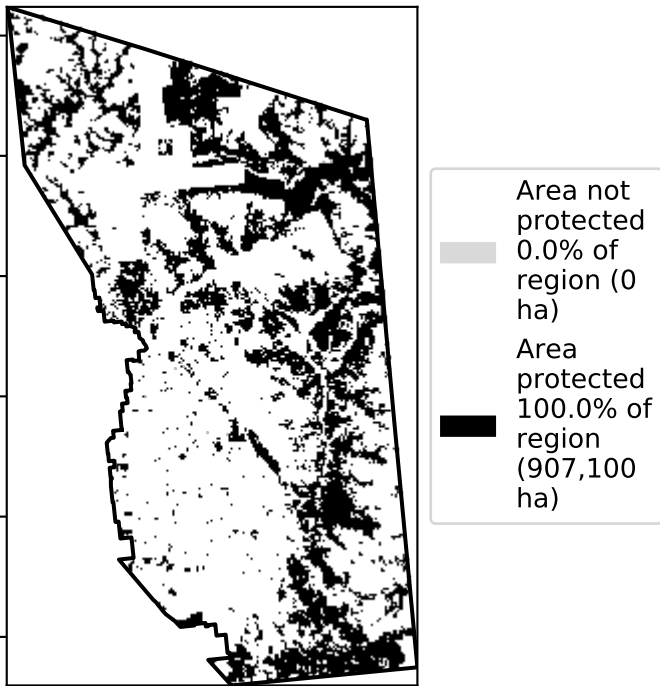 Area not
protected
0.0% of
region (0
ha)
Area
protected
100.0% of
region
(907,100
ha)